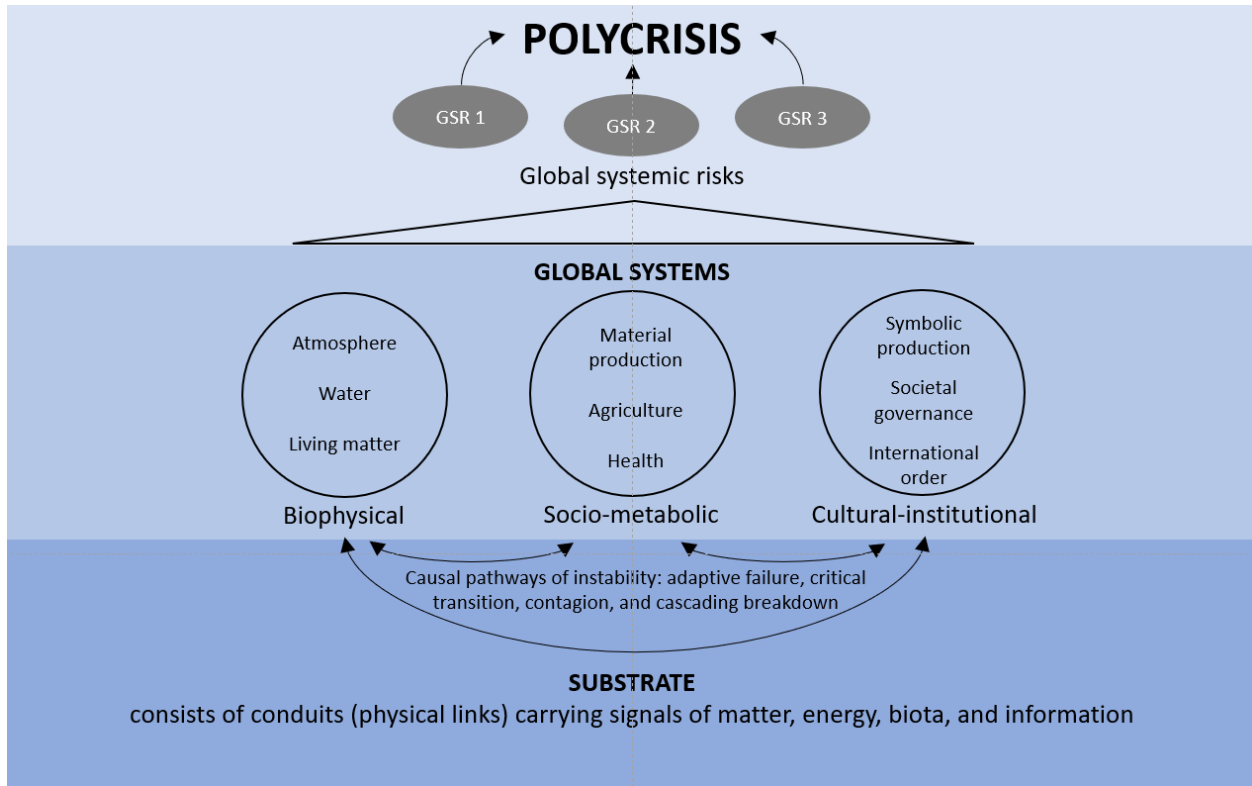 POLYCRISIS
GSR 1
GSR 2
GSR 3
Global systemic risks
GLOBAL SYSTEMS
Atmosphere
Water
Living matter
Biophysical
Material
production
Agriculture
Health
Socio-metabolic
Symbolic
production
Societal
governance
International
order
Cultural-institutional
Causal pathways of instability: adaptive failure, critical
transition, contagion, and cascading breakdown
SUBSTRATE
consists of conduits (physical links) carrying signals of matter, energy, biota, and information